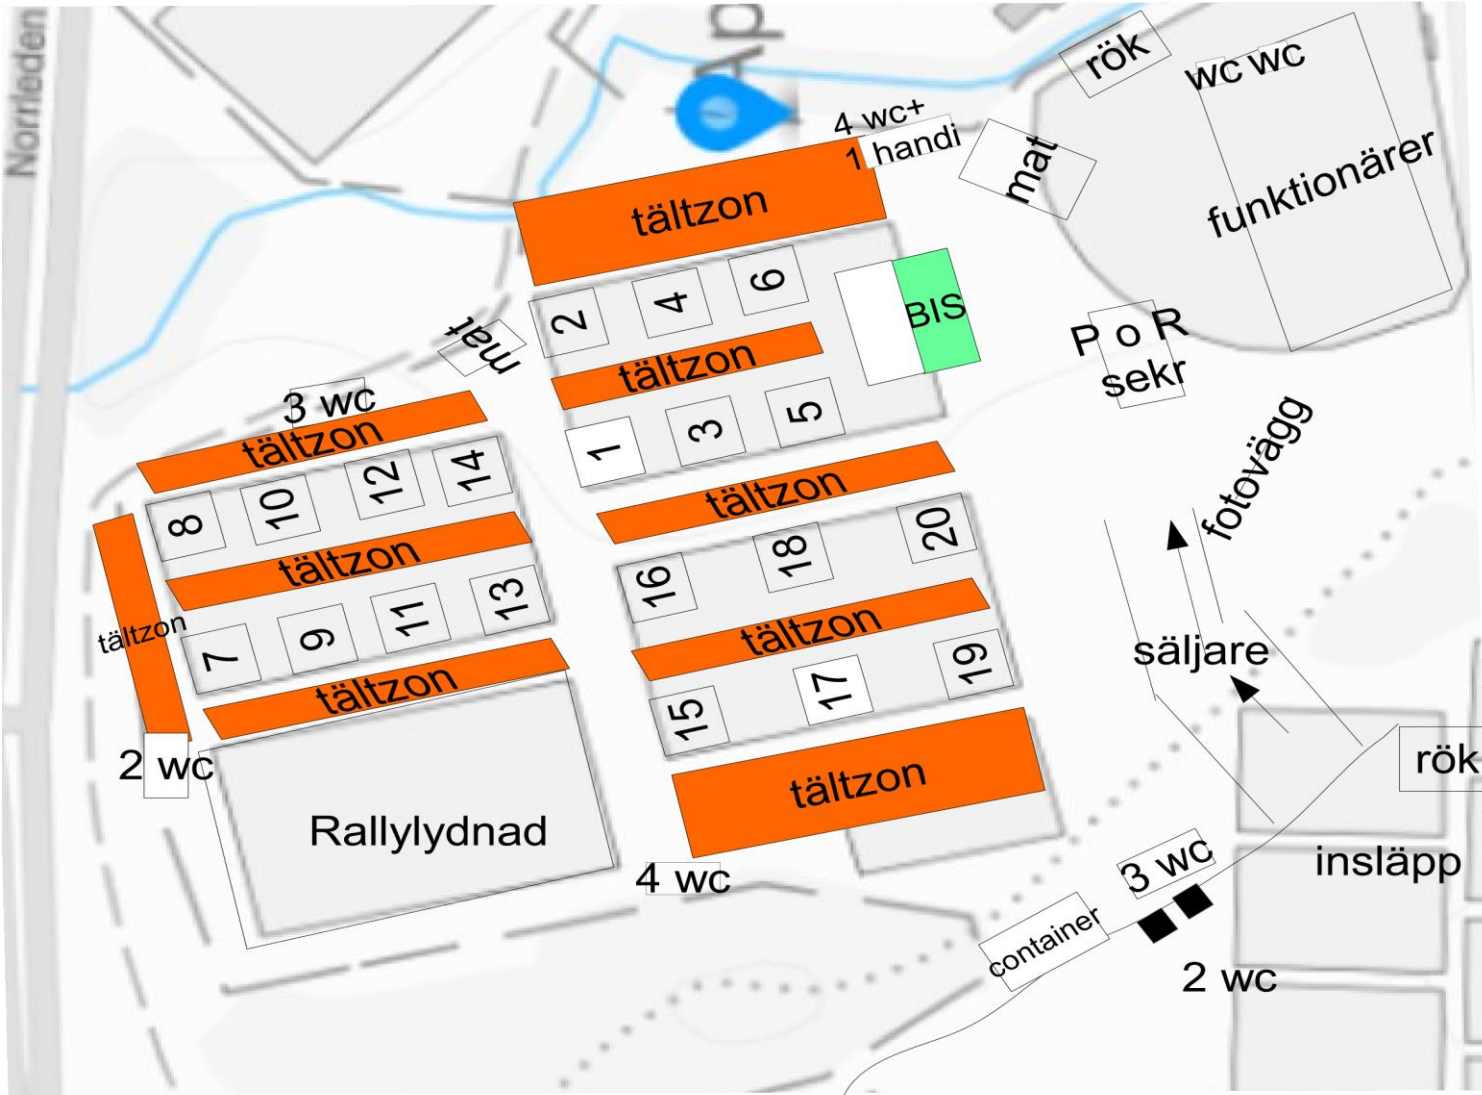 Norrleden
Ap
rök
wc wc
4 wc+
1 handi
mat
funktionärer
tältzon
2
4
6
BIS
P o R
sekr
mat
tältzon
3 wc
tältzon
1
3
5
fotovägg
8
10
12
14
tältzon
tältzon
16
18
20
tältzon
7
9
11
13
tältzon
säljare
tältzon
15
17
19
2 wc
tältzon
rök
Rallylydnad
4 wc
3 wc
insläpp
container
2 wc